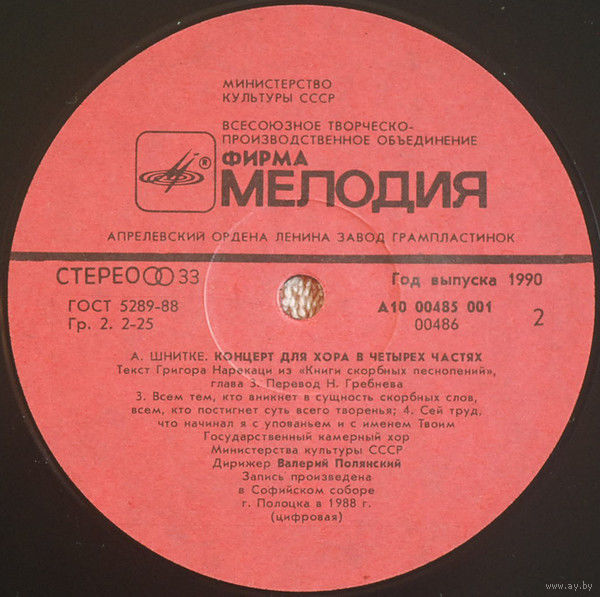 МИНИСТЕРСТВО
КУЛЬТУРЫ СССР
ВСЕСОЮЗНОЕ ТВОРЧЕСКО-
ПРОИЗВОДСТВЕННОЕ ОБЪЕДИНЕНИЕ
ФИРМА
®
МЕЛОДИЯ
АПРЕЛЕВСКИЙ ОРДЕНА ЛЕНИНА ЗАВОД ГРАМПЛАСТИНОК
СТЕРЕО 33
Год выпуска 1990
ГОСТ 5289-88
А10 00485 001
Гр. 2. 2-25
00486
2
А. ШНИТКЕ. КОНЦЕРТ ДЛЯ ХОРА В ЧЕТЫРЕХ ЧАСТЯХ
Текст Григора Нарекаци из «Книги скорбных песнопений»,
глава 3. Перевод Н. Гребнева
3. Всем тем, кто вникнет в сущность скорбных слов,
всем, кто постигнет суть всего творенья; 4. Сей труд,
что начинал я с упованьем и с именем Твоим
Государственный камерный хор
Министерства культуры СССР
Дирижер Валерий Полянский
Запись произведена
в Софийском соборе
г. Полоцка в 1988 г.
(цифровая)
www.ay.by